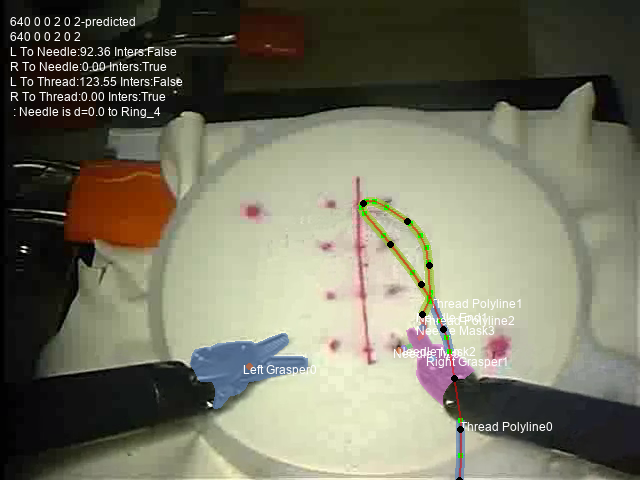 640 0 0 2 0 2-predicted
640 0 0 2 0 2
L To Needle:92.36 Inters:False
R To Needle:0.00 Inters:True
L To Thread:123.55 Inters:False
R To Thread:0.00 Inters:True
: Needle is d=0.0 to Ring_4
Thread Polyline1
Thread Polyline2
Needle Mask3
Right Grasper1
Left Grasper0
Thread Polyline0